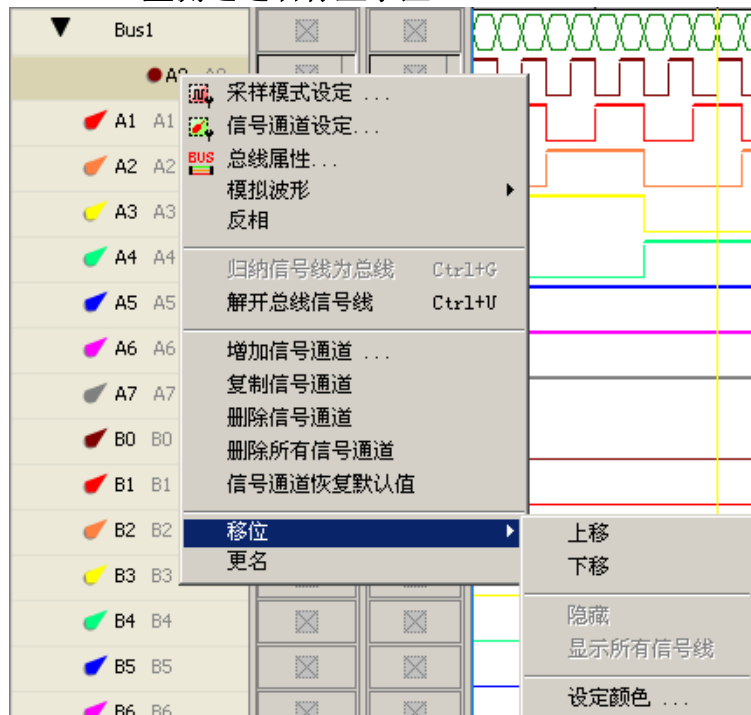 Bus1
采样模式设定 ...
A1 A1
信号通道设定...
A2 A2
BUS 总线属性...
模拟波形
A3 A3
反相
A4 A4
归纳信号线为总线 Ctrl+G
A5 A5
解开总线信号线 Ctrl+U
A6 A6
增加信号通道 ...
A7 A7
复制信号通道
删除信号通道
B0 B0
删除所有信号通道
B1 B1
信号通道恢复默认值
B2 B2
移位
上移
更名
下移
B3 B3
B4 B4
隐藏
显示所有信号线
B5 B5
设定颜色 ...
B6 B6